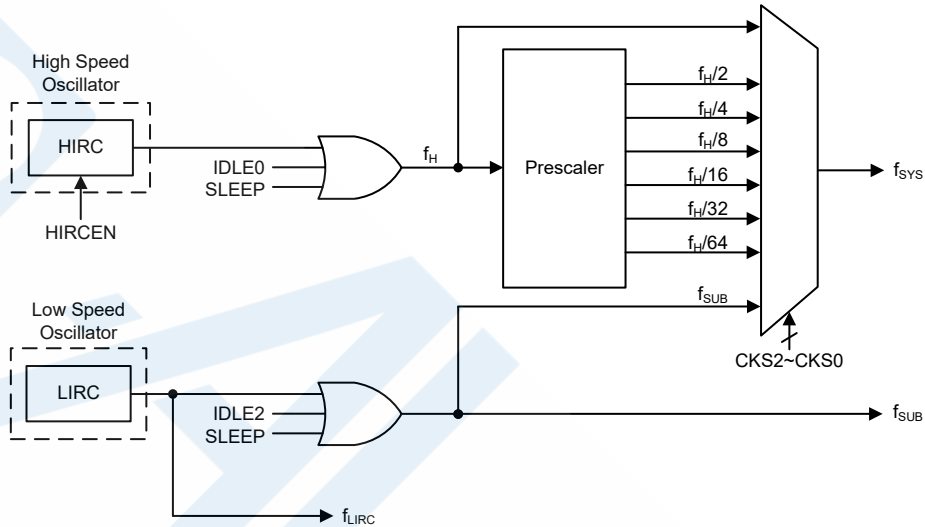 High Speed
Oscillator
HIRC
HIRCEN
IDLE0
SLEEP
fH
Prescaler
fH/2
fH/4
fH/8
fH/16
fH/32
fH/64
fSUB
fSYS
CKS2~CKS0
Low Speed
Oscillator
LIRC
IDLE2
SLEEP
fSUB
fLIRC